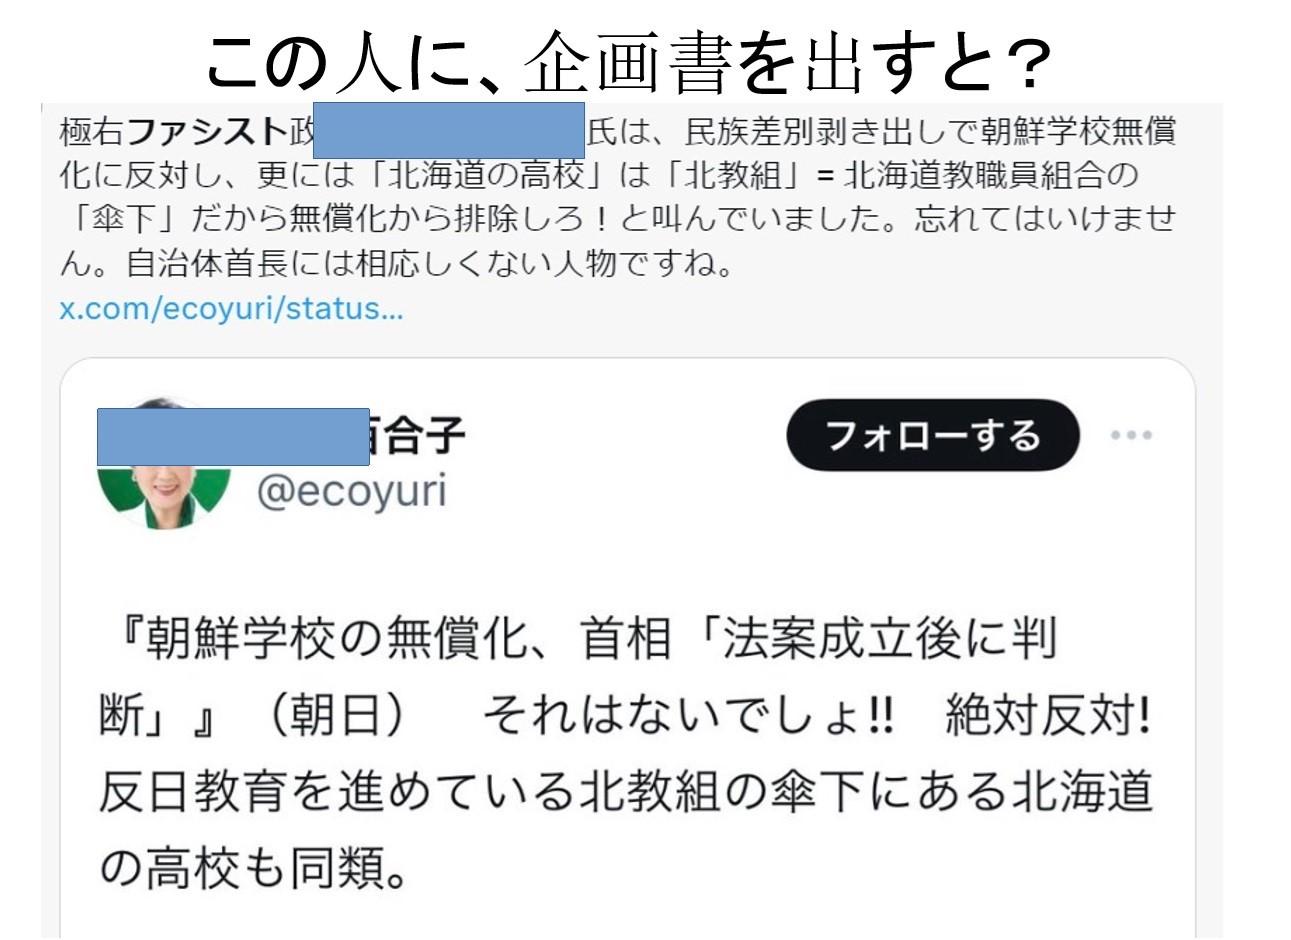 この人に、企画書を出すと？
極右ファシスト政 氏は、民族差別剥き出しで朝鮮学校無償
化に反対し、更には「北海道の高校」は「北教組」= 北海道教職員組合の
「傘下」だから無償化から排除しろ！と叫んでいました。忘れてはいけませ
ん。自治体首長には相応しくない人物ですね。
x.com/ecoyuri/status...
百合子
フォローする
@ecoyuri
『朝鮮学校の無償化、首相「法案成立後に判
断」』（朝日） それはないでしょ!! 絶対反対!
反日教育を進めている北教組の傘下にある北海道
の高校も同類。